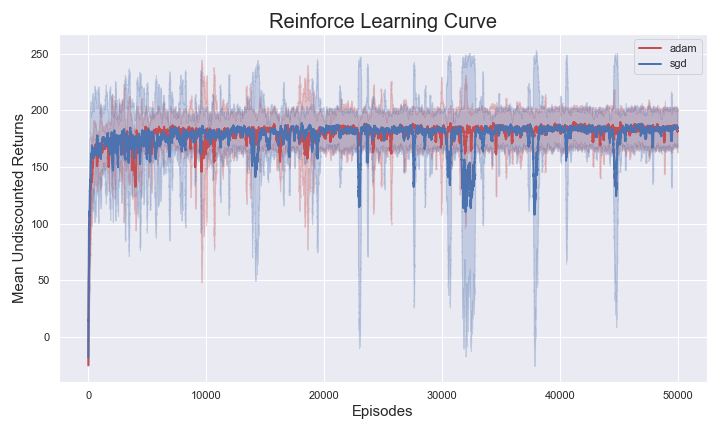 Reinforce Learning Curve
adam
sgd
Mean Undiscounted Returns
250
200
150
100
50
0
0 10000 20000 30000 40000 50000
Episodes